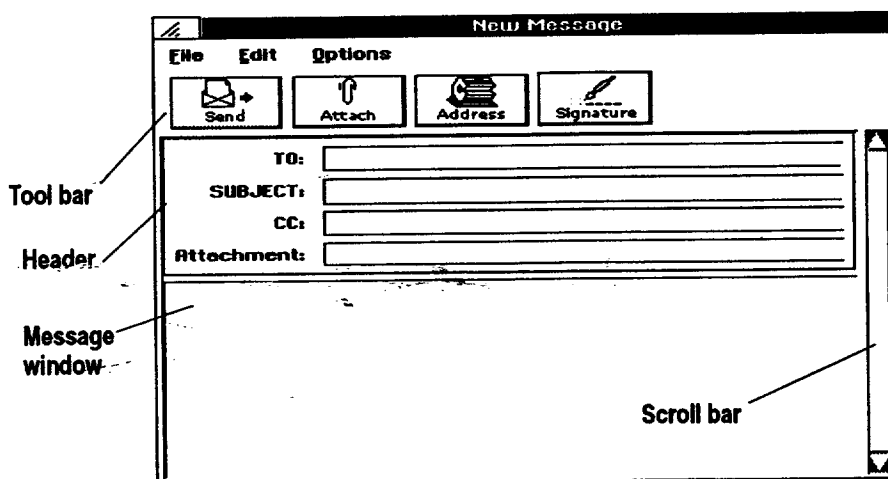 New Message
File Edit Options
Send Attach Address Signature
TO:
SUBJECT:
CC:
Attachment:
Tool bar
Header
Message
window
Scroll bar